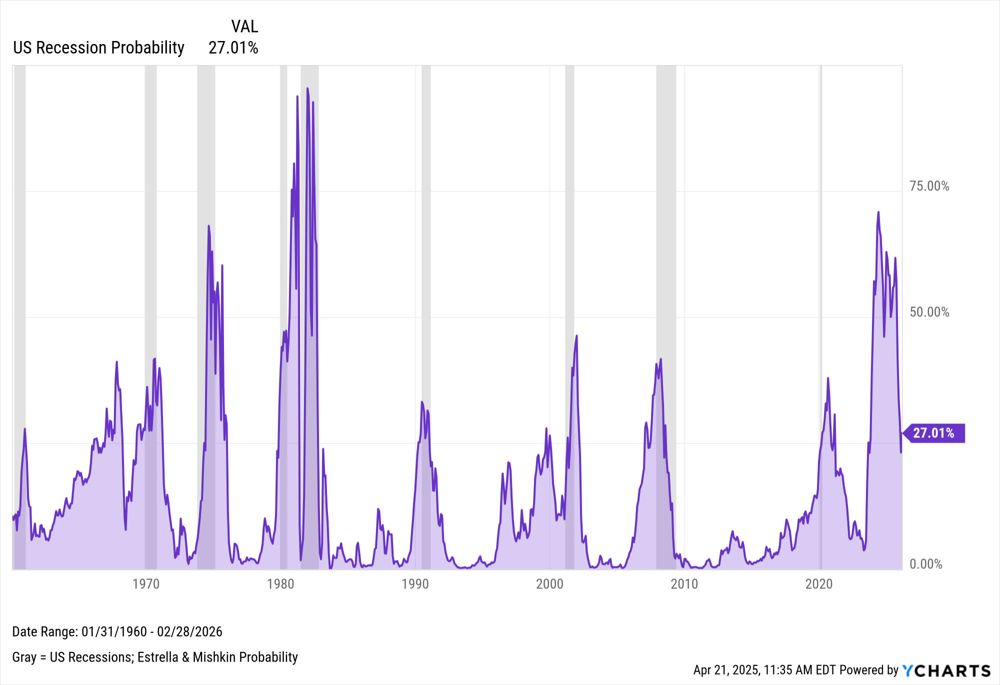 VAL
US Recession Probability 27.01%
75.00%
50.00%
27.01%
0.00%
1970 1980 1990 2000 2010 2020
Date Range: 01/31/1960 - 02/28/2026
Gray = US Recessions; Estrella & Mishkin Probability
Apr 21, 2025, 11:35 AM EDT Powered by YCHARTS